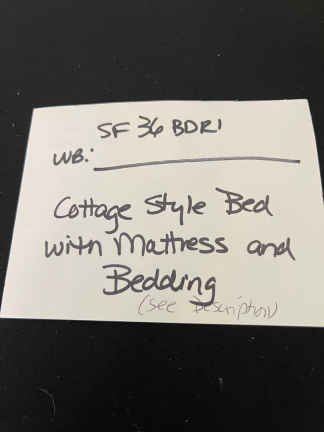 SF 36 BDR1
WB: 
Cottage Style Bed
with Mattress and
Bedding
(see Description)